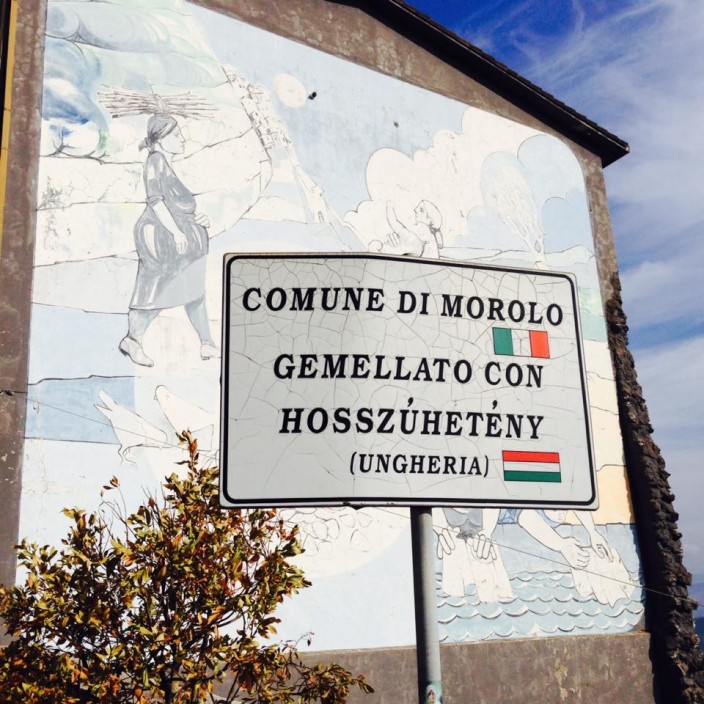 COMUNE DI MOROLO
GEMELLATO CON
HOSSZÚHETÉNY
(UNGHERIA)